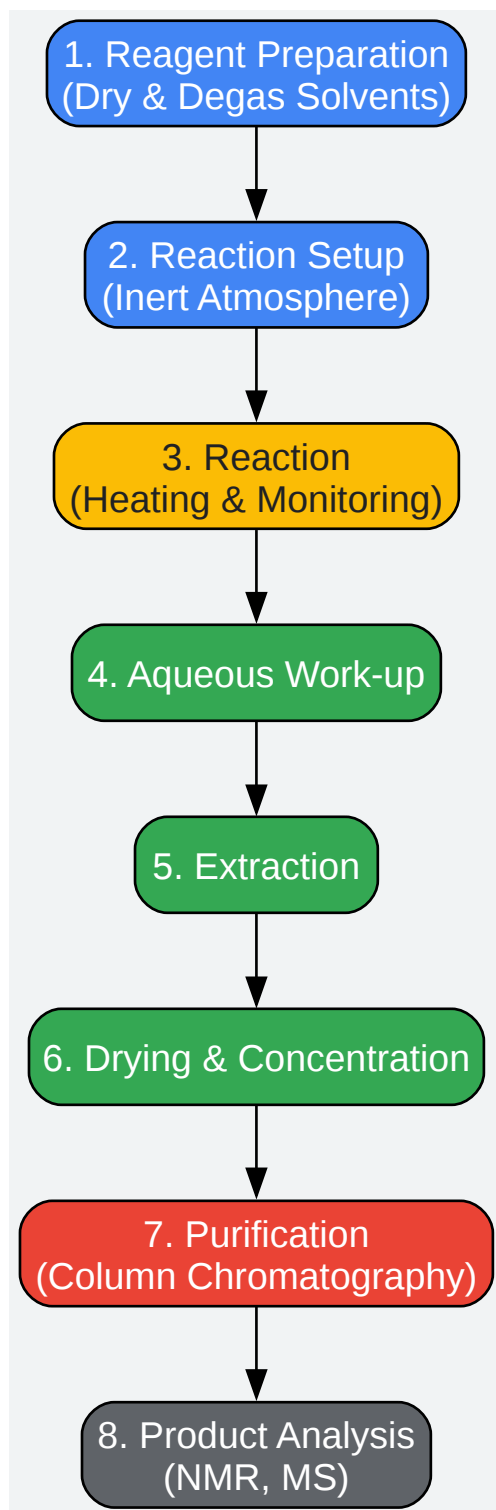 1. Reagent Preparation
(Dry & Degas Solvents)
2. Reaction Setup
(Inert Atmosphere)
3. Reaction
(Heating & Monitoring)
4. Aqueous Work-up
5. Extraction
6. Drying & Concentration
7. Purification
(Column Chromatography)
8. Product Analysis
(NMR, MS)